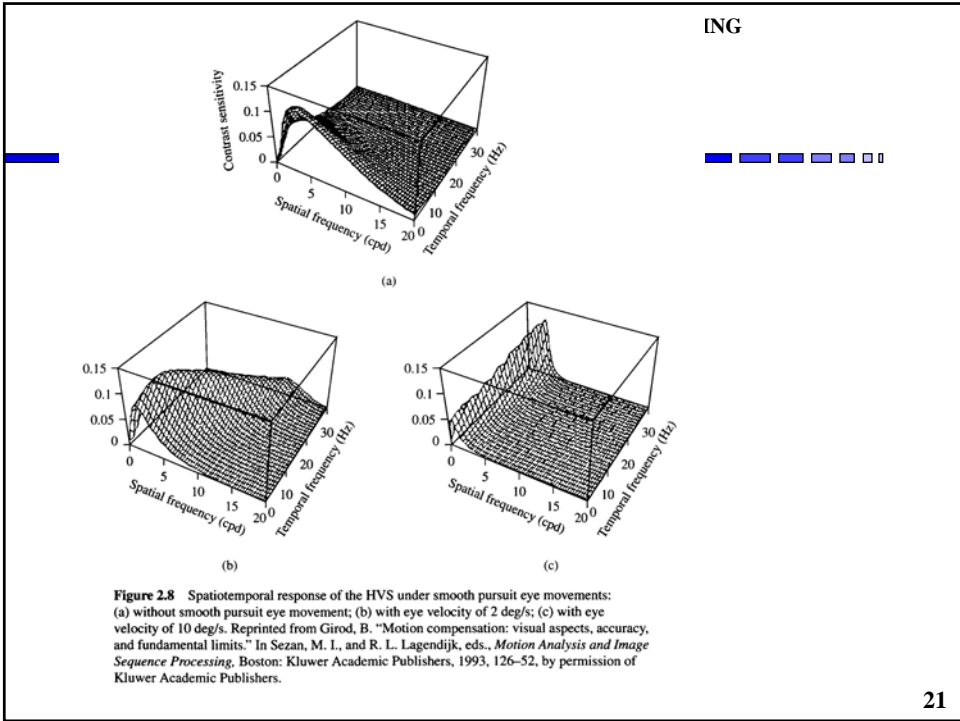 ING
Contrast sensitivity
0.15
0.1
0.05
0
0
5
10
15
20
Spatial frequency (cpd)
0
10
20
30
Temporal frequency (Hz)
(a)
0.15
0.1
0.05
0
0
5
10
15
20
Spatial frequency (cpd)
0
10
20
30
Temporal frequency (Hz)
(b)
0.15
0.1
0.05
0
0
5
10
15
20
Spatial frequency (cpd)
0
10
20
30
Temporal frequency (Hz)
(c)
Figure 2.8 Spatiotemporal response of the HVS under smooth pursuit eye movements:
(a) without smooth pursuit eye movement; (b) with eye velocity of 2 deg/s; (c) with eye
velocity of 10 deg/s. Reprinted from Girod, B. “Motion compensation: visual aspects, accuracy,
and fundamental limits.” In Sezan, M. I., and R. L. Lagendijk, eds., Motion Analysis and Image
Sequence Processing, Boston: Kluwer Academic Publishers, 1993, 126–52, by permission of
Kluwer Academic Publishers.
21